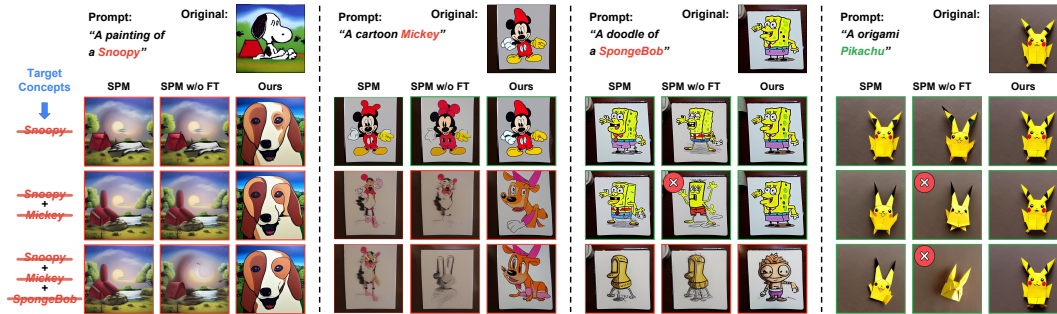 Prompt:
Original:
“A painting of
a Snoopy”
Prompt:
Original:
“A cartoon Mickey”
Prompt:
Original:
“A doodle of
a SpongeBob”
Prompt:
Original:
“A origami
Pikachu”
Target
Concepts
SPM
SPM w/o FT
Ours
SPM
SPM w/o FT
Ours
SPM
SPM w/o FT
Ours
SPM
SPM w/o FT
Ours
Snoopy
Snoopy
+
Mickey
Snoopy
+
Mickey
+
SpongeBob